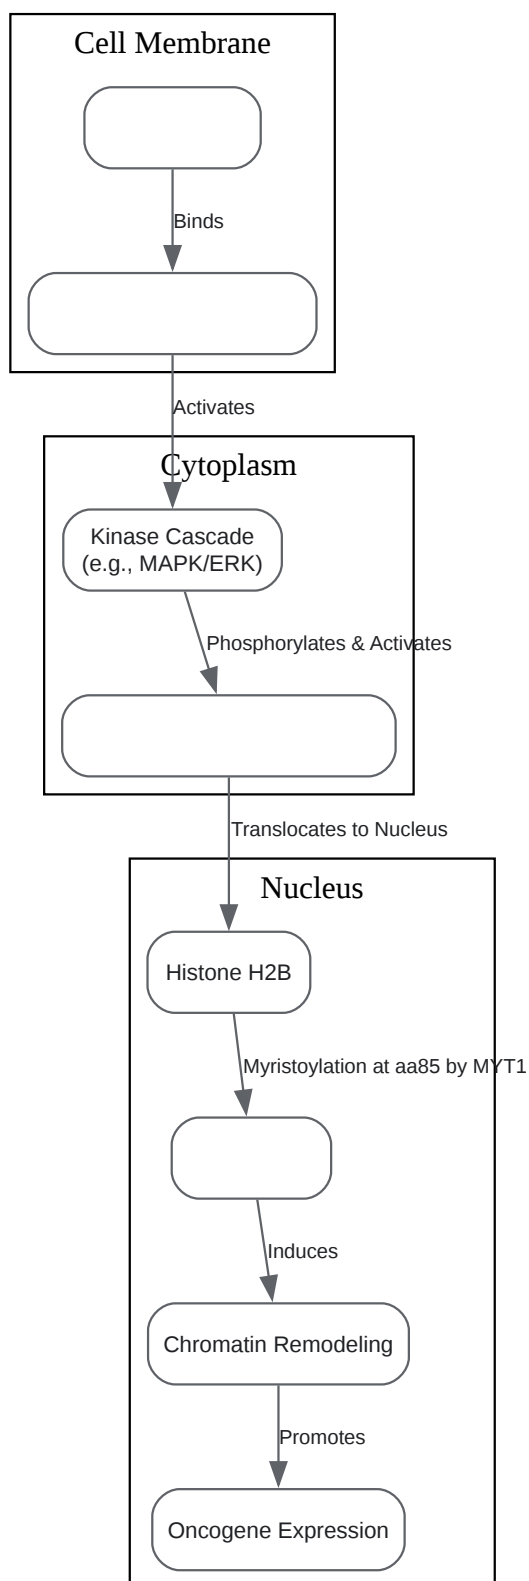 Cell Membrane
Binds
Activates
Cytoplasm
Kinase Cascade
(e.g., MAPK/ERK)
Phosphorylates & Activates
Translocates to Nucleus
Nucleus
Histone H2B
Myristoylation at aa85 by MYT1
Induces
Chromatin Remodeling
Promotes
Oncogene Expression